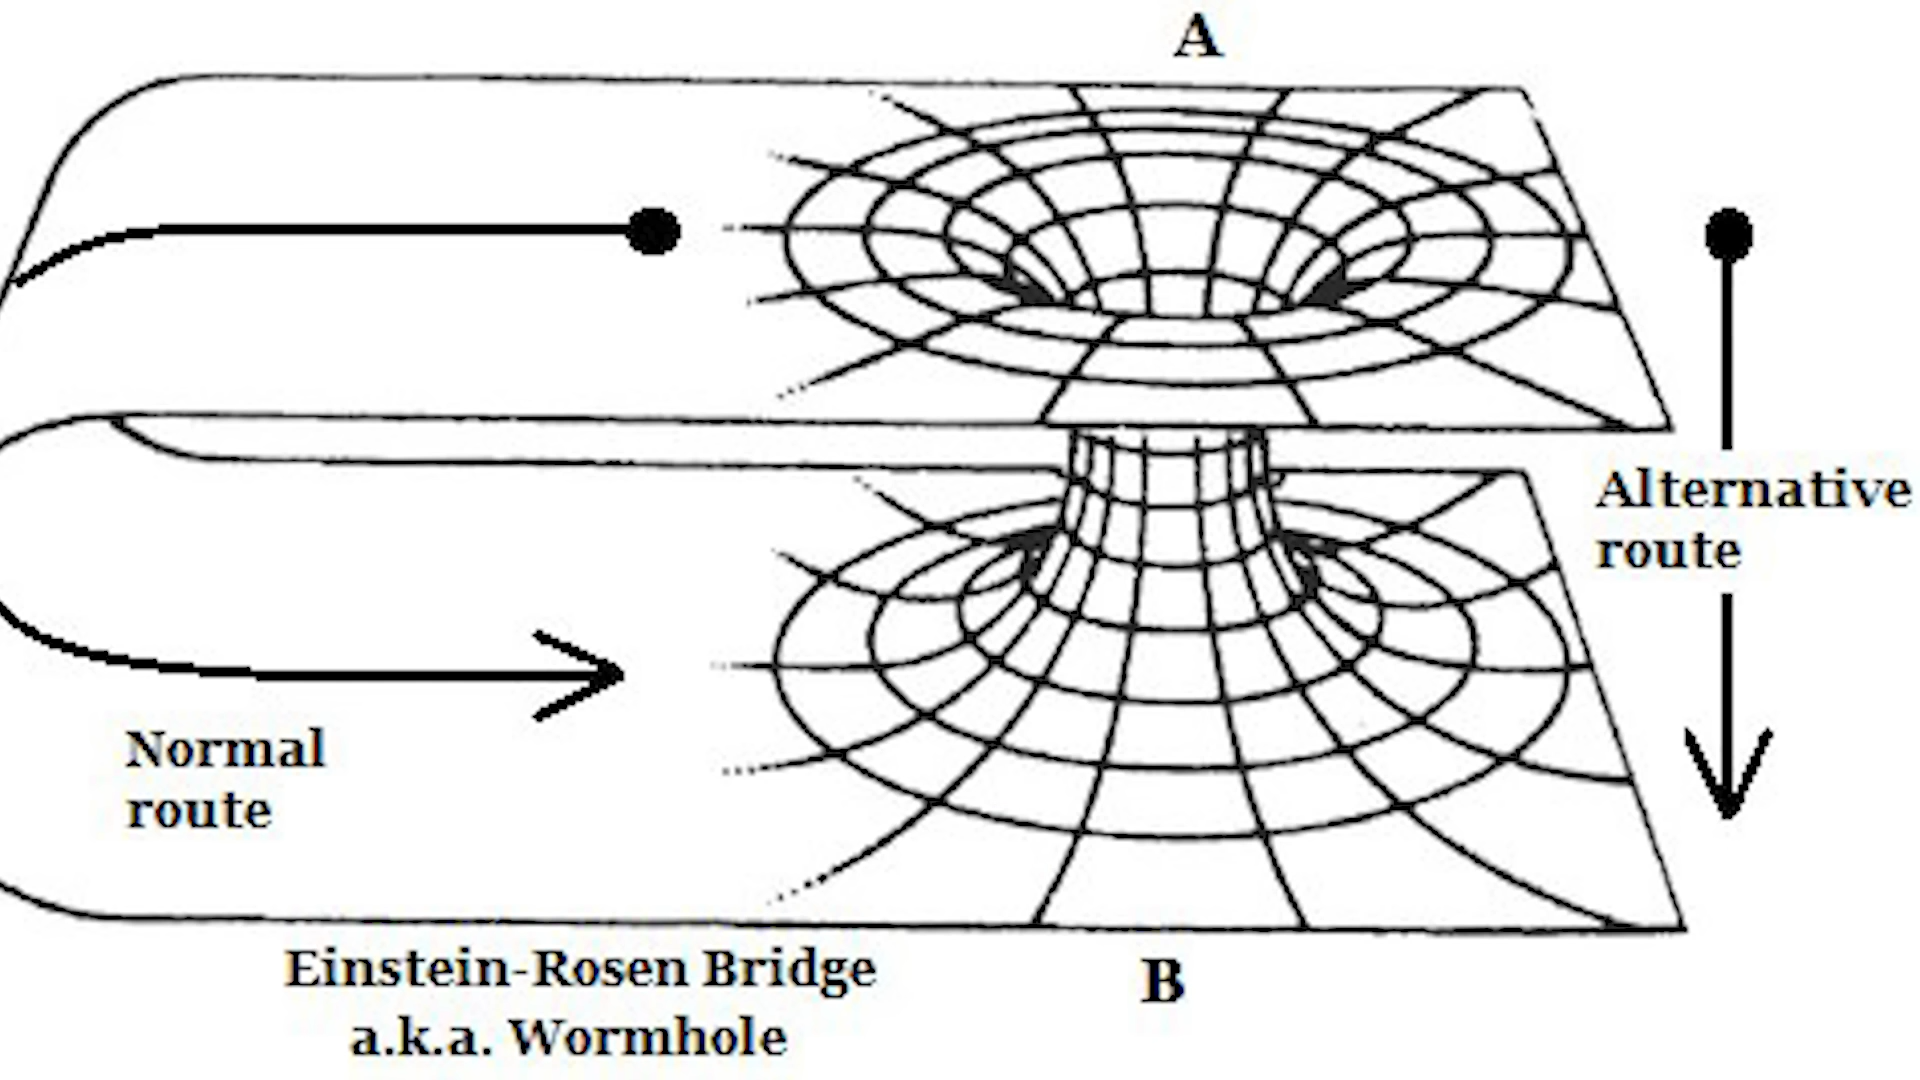 A
Alternative
route
Normal
route
Einstein-Rosen Bridge
a.k.a. Wormhole
B